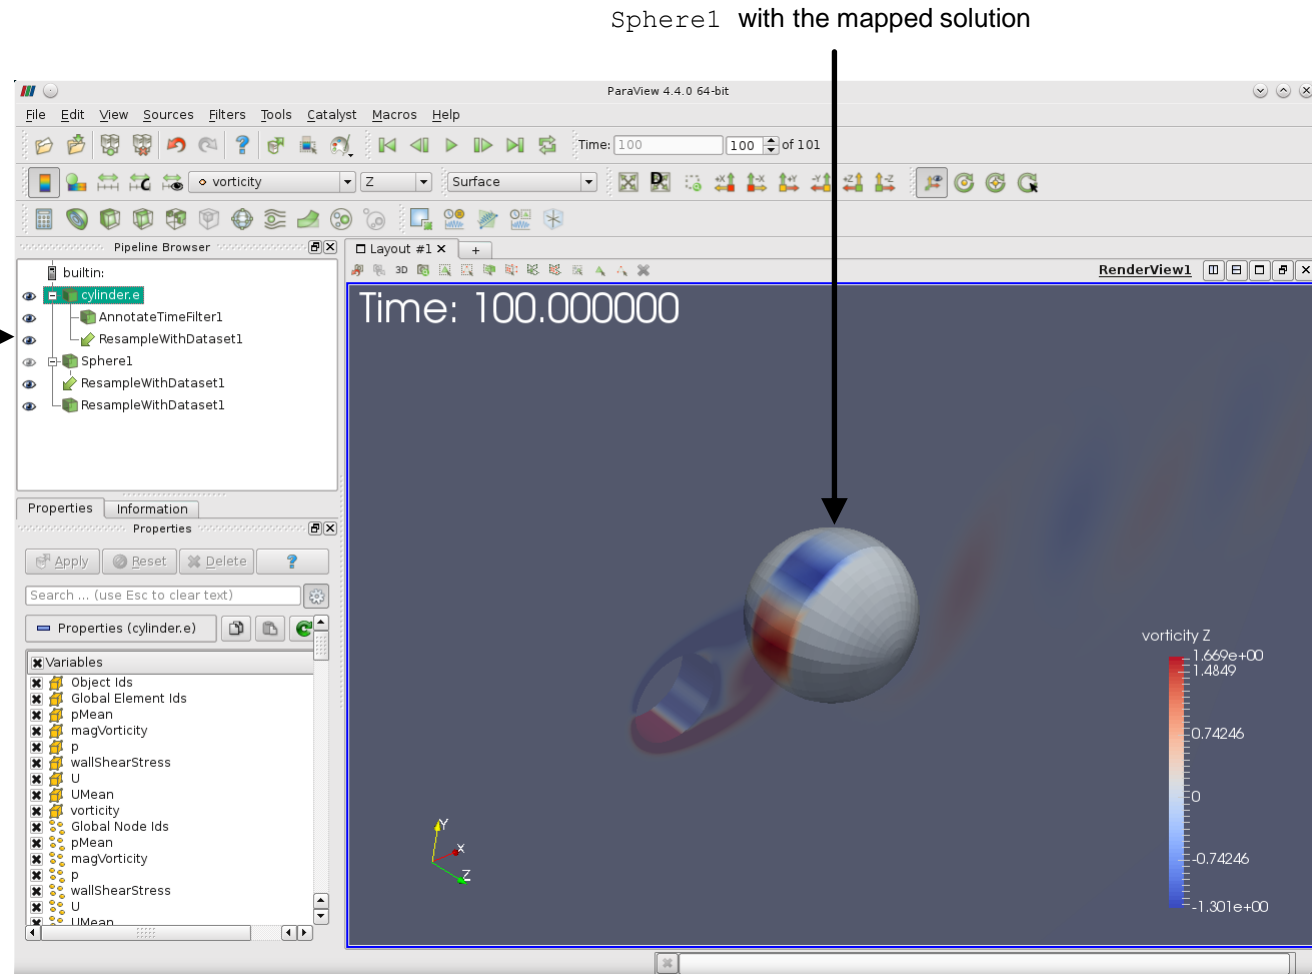 Sphere1 with the mapped solution
ParaView 4.4.0 64-bit
File Edit View Sources Filters Tools Catalyst Macros Help
Time: 100 100 of 101
vorticity Z Surface
Pipeline Browser
Layout #1
+
3D
RenderView1
builtin:
cylinder.e
AnnotateTimeFilter1
ResampleWithDataset1
Sphere1
ResampleWithDataset1
ResampleWithDataset1
Time: 100.000000
Properties Information
Properties
Apply Reset Delete ?
Search ... (use Esc to clear text)
Properties (cylinder.e)
Variables
Object Ids
Global Element Ids
pMean
magVorticity
p
wallShearStress
U
UMean
vorticity
Global Node Ids
pMean
magVorticity
p
wallShearStress
U
UMean
Y
X
Z
vorticity Z
1.669e+00
1.4849
0.74246
0
-0.74246
-1.301e+00